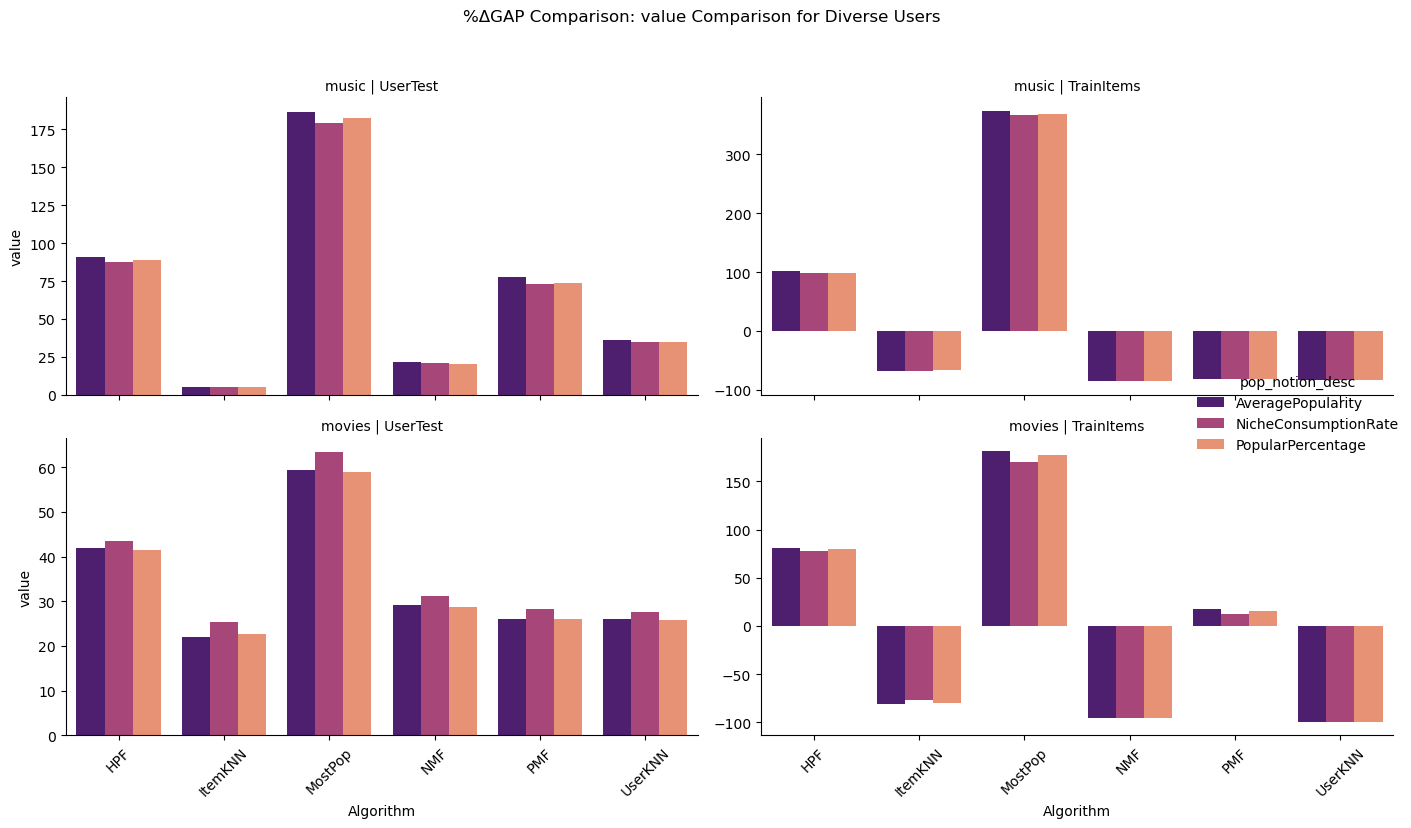 %ΔGAP Comparison: value Comparison for Diverse Users
music | UserTest
value
175
150
125
100
75
50
25
0
music | TrainItems
300
200
100
0
−100
pop_notion_desc
AveragePopularity
NicheConsumptionRate
PopularPercentage
movies | UserTest
value
60
50
40
30
20
10
0
HPF
ItemKNN
MostPop
NMF
PMF
UserKNN
Algorithm
movies | TrainItems
150
100
50
0
−50
−100
HPF
ItemKNN
MostPop
NMF
PMF
UserKNN
Algorithm